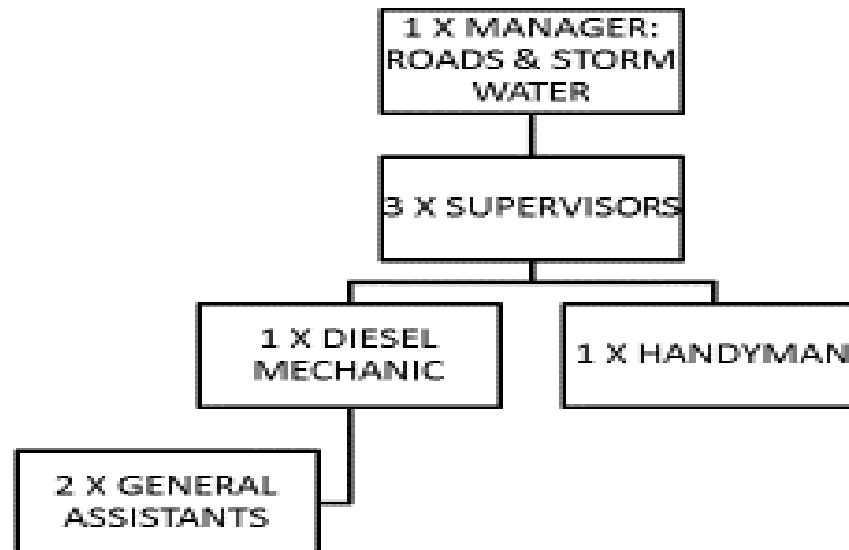 1 X MANAGER:
ROADS & STORM
WATER
3 X SUPERVISORS
1 X DIESEL
MECHANIC
1 X HANDYMAN
2 X GENERAL
ASSISTANTS